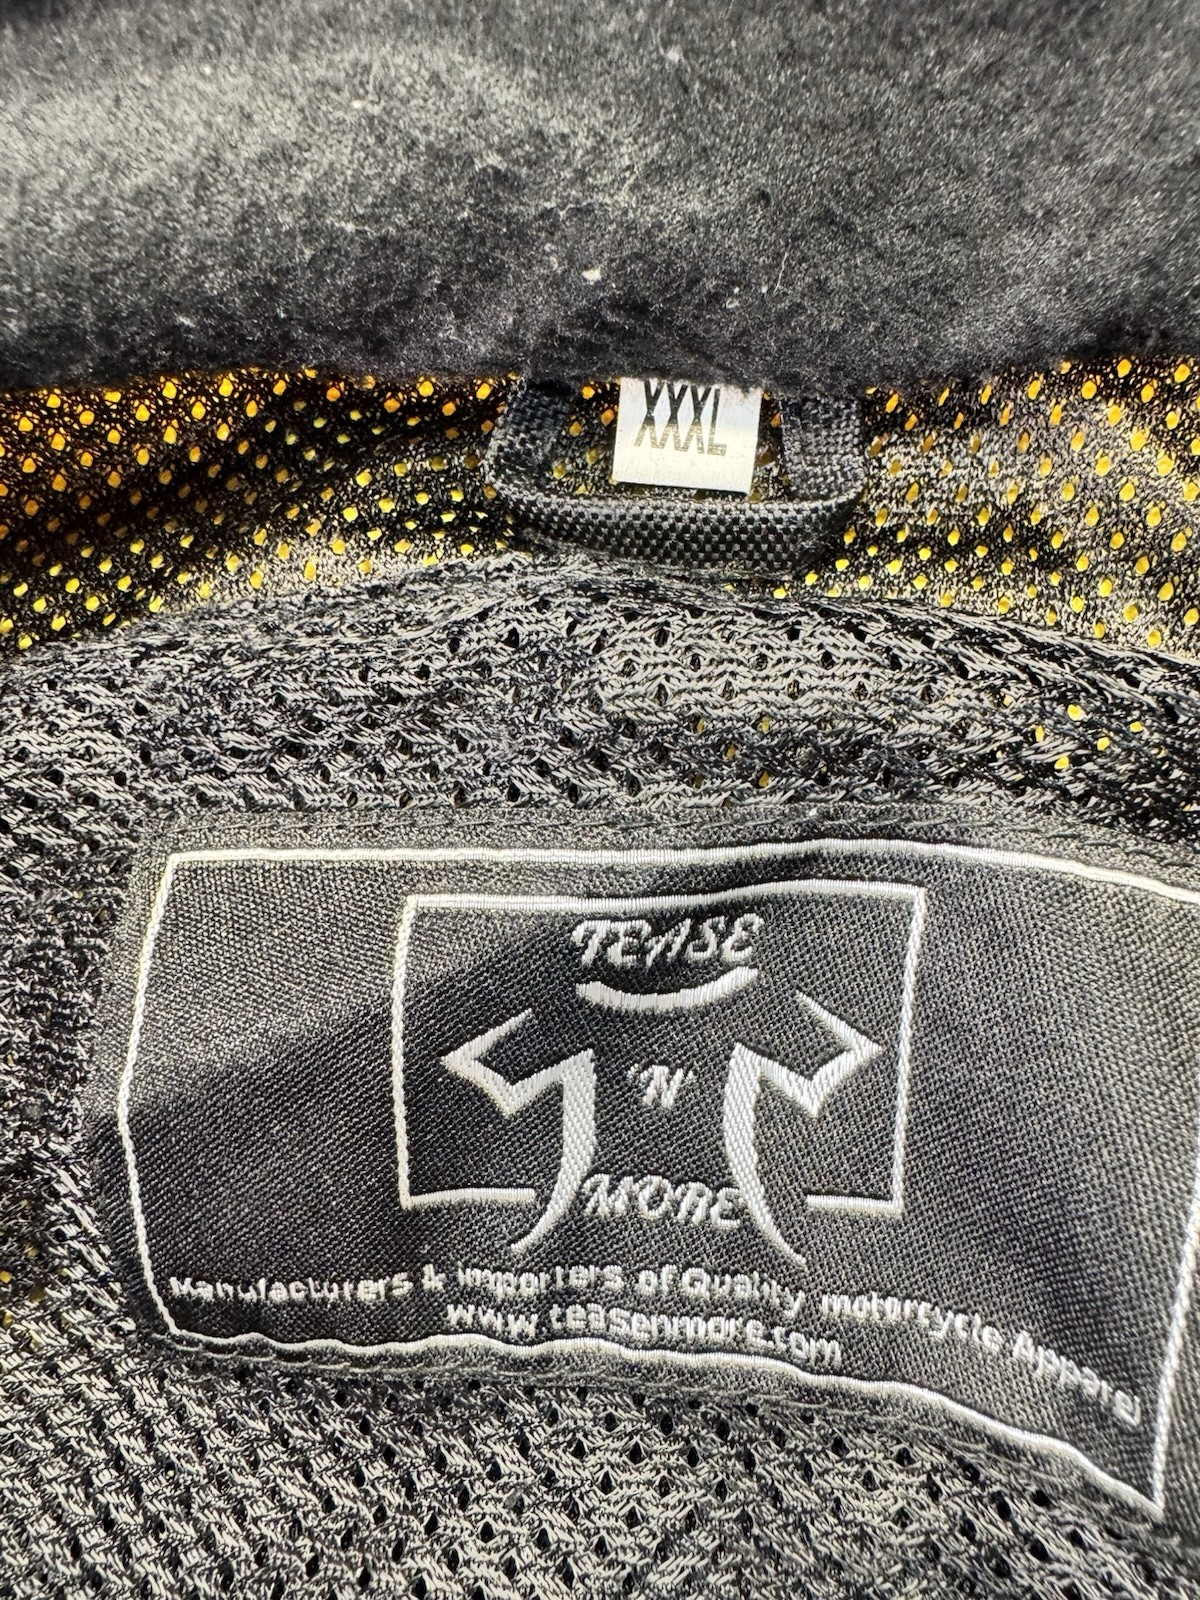 XXXL
TEASE
'N'
MORE
Manufacturers & Importers of Quality motorcycle Apparel
www.teasenmore.com